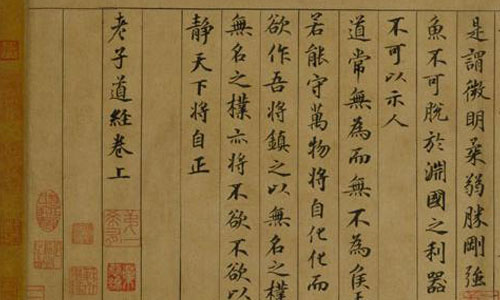 是謂微明柔弱勝剛強
魚不可脫於淵國之利器
不可以示人
道常無為而無不為侯
若能守萬物將自化化而
欲作吾將鎮之以無名之
無名之樸亦將不欲不欲以
靜天下將自正
老子道經卷上